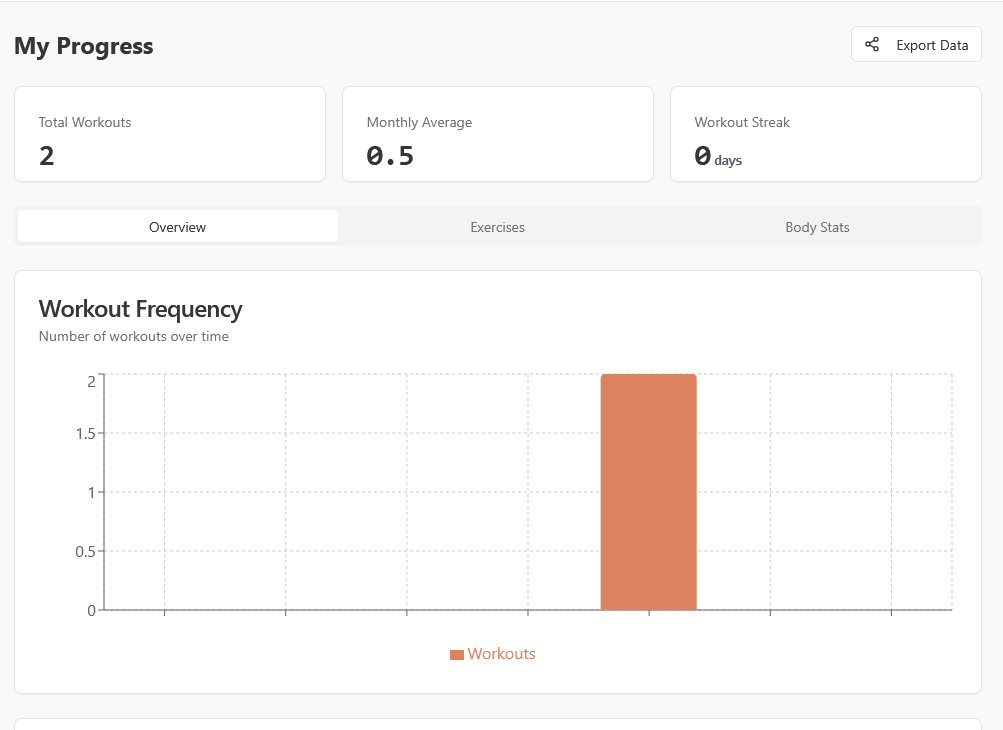 My Progress
Export Data
Total Workouts
2
Monthly Average
0.5
Workout Streak
0 days
Overview
Exercises
Body Stats
Workout Frequency
Number of workouts over time
2
1.5
1
0.5
0
Workouts